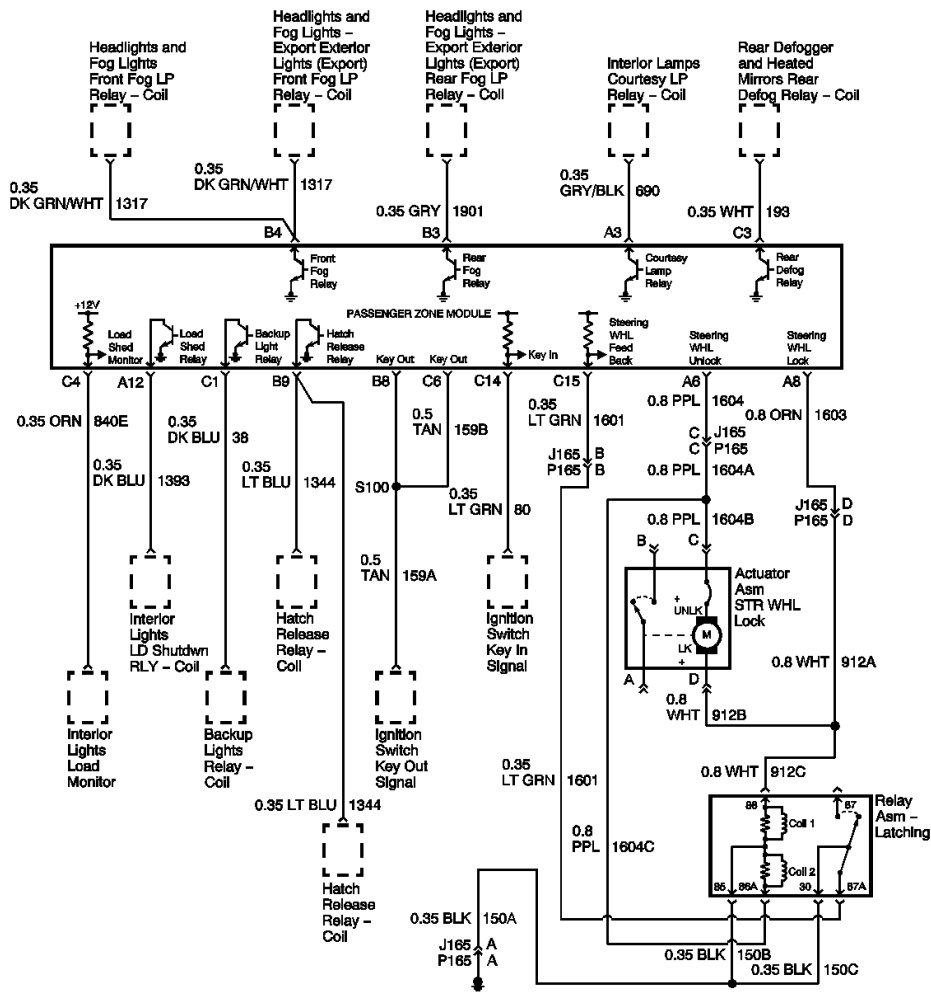 Headlights and
Fog Lights
Front Fog LP
Relay – Coil
Headlights and
Fog Lights –
Export Exterior
Lights (Export)
Front Fog LP
Relay – Coil
Headlights and
Fog Lights –
Export Exterior
Lights (Export)
Rear Fog LP
Relay – Coil
Interior Lamps
Courtesy LP
Relay – Coil
Rear Defogger
and Heated
Mirrors Rear
Defog Relay – Coil
0.35
DK GRN/WHT 1317
0.35
DK GRN/WHT 1317
0.35 GRY 1901
0.35
GRY/BLK 690
0.35 WHT 193
B4
B3
A3
C3
Front
Fog
Relay
Rear
Fog
Relay
Courtesy
Lamp
Relay
Rear
Defog
Relay
+12V
PASSENGER ZONE MODULE
Load
Shed
Monitor
Load
Shed
Relay
Backup
Light
Relay
Hatch
Release
Relay
Key Out
Key Out
Key In
Steering
WHL
Feed
Back
Steering
WHL
Unlock
Steering
WHL
Lock
C4
A12
C1
B9
B8
C6
C14
C15
A6
A8
0.35 ORN 840E
0.35
DK BLU 1393
0.35
DK BLU 38
0.35
LT BLU 1344
0.5
TAN 159B
S100
0.5
TAN 159A
0.35
LT GRN 80
0.35
LT GRN 1601
J165 B
P165 B
0.8 PPL 1604
C J165
C P165
0.8 PPL 1604A
0.8 PPL 1604B
0.8 ORN 1603
J165 D
P165 D
B
C
Actuator
Asm
STR WHL
Lock
+
UNLK
M
LK
+
A
D
0.8
WHT 912B
0.8 WHT 912A
Interior
Lights
LD Shutdwn
RLY – Coil
Hatch
Release
Relay –
Coil
Ignition
Switch
Key In
Signal
Interior
Lights
Load
Monitor
Backup
Lights
Relay –
Coil
Ignition
Switch
Key Out
Signal
0.35 LT BLU 1344
Hatch
Release
Relay –
Coil
0.35
LT GRN 1601
0.8
PPL 1604C
0.8 WHT 912C
86
87
Coil 1
Coil 2
85
86A
30
87A
Relay
Asm –
Latching
0.35 BLK 150A
J165 A
P165 A
0.35 BLK 150B
0.35 BLK 150C